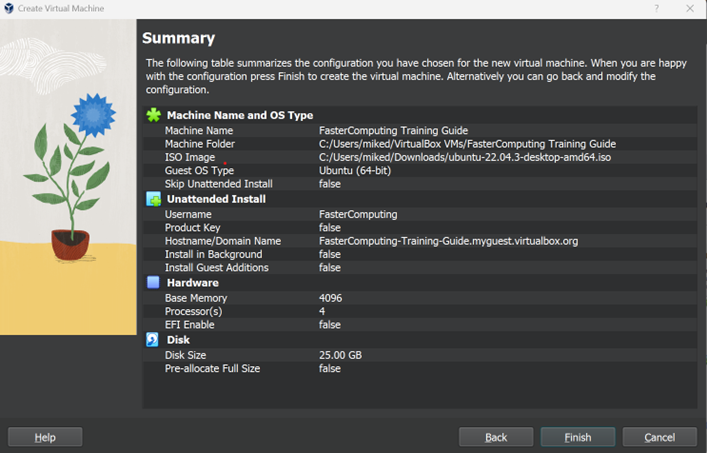 Create Virtual Machine
?
Summary
The following table summarizes the configuration you have chosen for the new virtual machine. When you are happy
with the configuration press Finish to create the virtual machine. Alternatively you can go back and modify the
configuration.
Machine Name and OS Type
Machine Name FasterComputing Training Guide
Machine Folder C:/Users/miked/VirtualBox VMs/FasterComputing Training Guide
ISO Image C:/Users/miked/Downloads/ubuntu-22.04.3-desktop-amd64.iso
Guest OS Type Ubuntu (64-bit)
Skip Unattended Install false
Unattended Install
Username FasterComputing
Product Key false
Hostname/Domain Name FasterComputing-Training-Guide.myguest.virtualbox.org
Install in Background false
Install Guest Additions false
Hardware
Base Memory 4096
Processor(s) 4
EFI Enable false
Disk
Disk Size 25.00 GB
Pre-allocate Full Size false
Help Back Finish Cancel